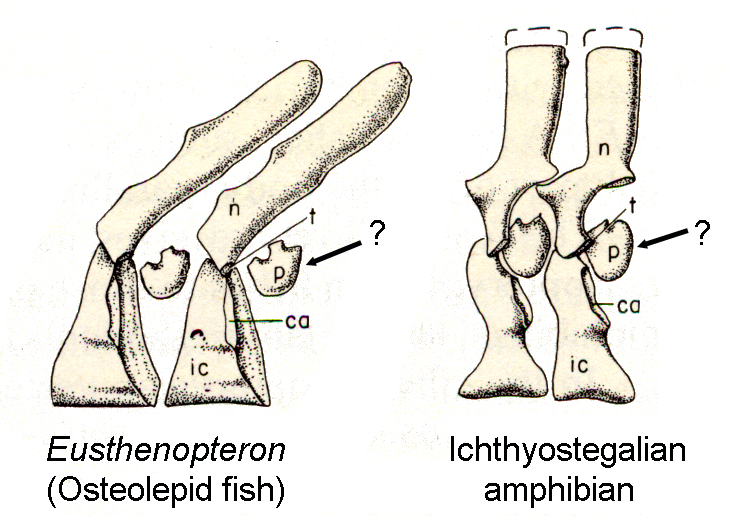 n
t
p
?
ca
ic
n
t
p
?
ca
ic
Eusthenopteron
(Osteolepid fish)
Ichthyostegalian
amphibian